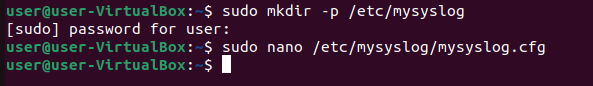 user@user-VirtualBox:~$ sudo mkdir -p /etc/mysyslog
[sudo] password for user:
user@user-VirtualBox:~$ sudo nano /etc/mysyslog/mysyslog.cfg
user@user-VirtualBox:~$